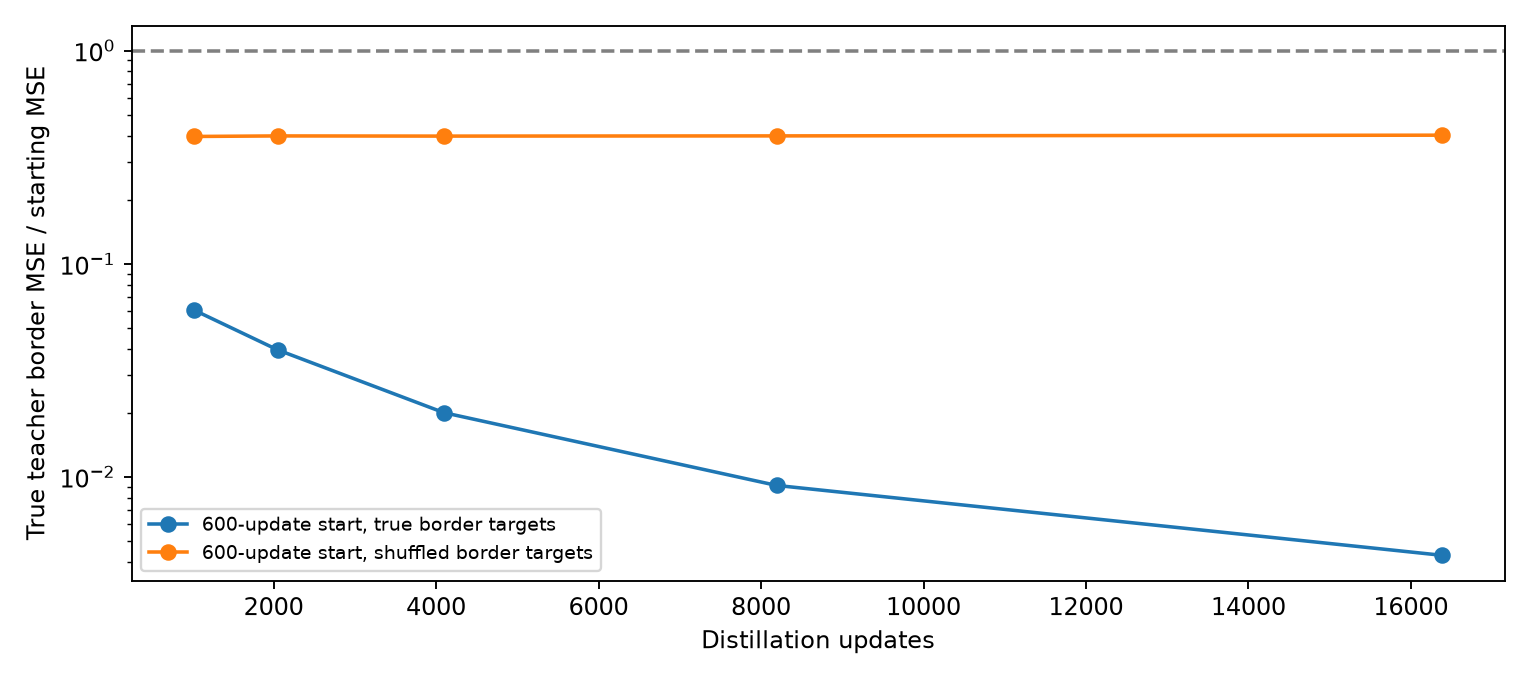 True teacher border MSE / starting MSE
10⁰
10⁻¹
10⁻²
600-update start, true border targets
600-update start, shuffled border targets
2000 4000 6000 8000 10000 12000 14000 16000
Distillation updates